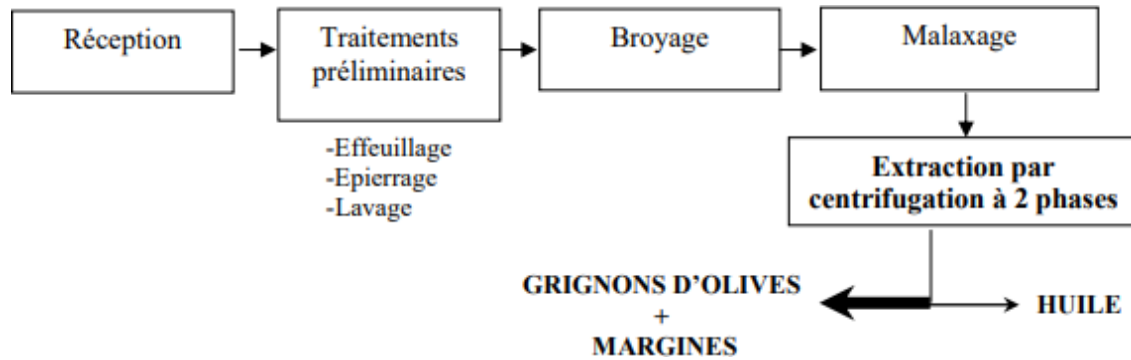 Réception
Traitements
préliminaires
Broyage
Malaxage
-Effeuillage
-Epierrage
-Lavage
Extraction par
centrifugation à 2 phases
GRIGNONS D’OLIVES
+
MARGINES
HUILE